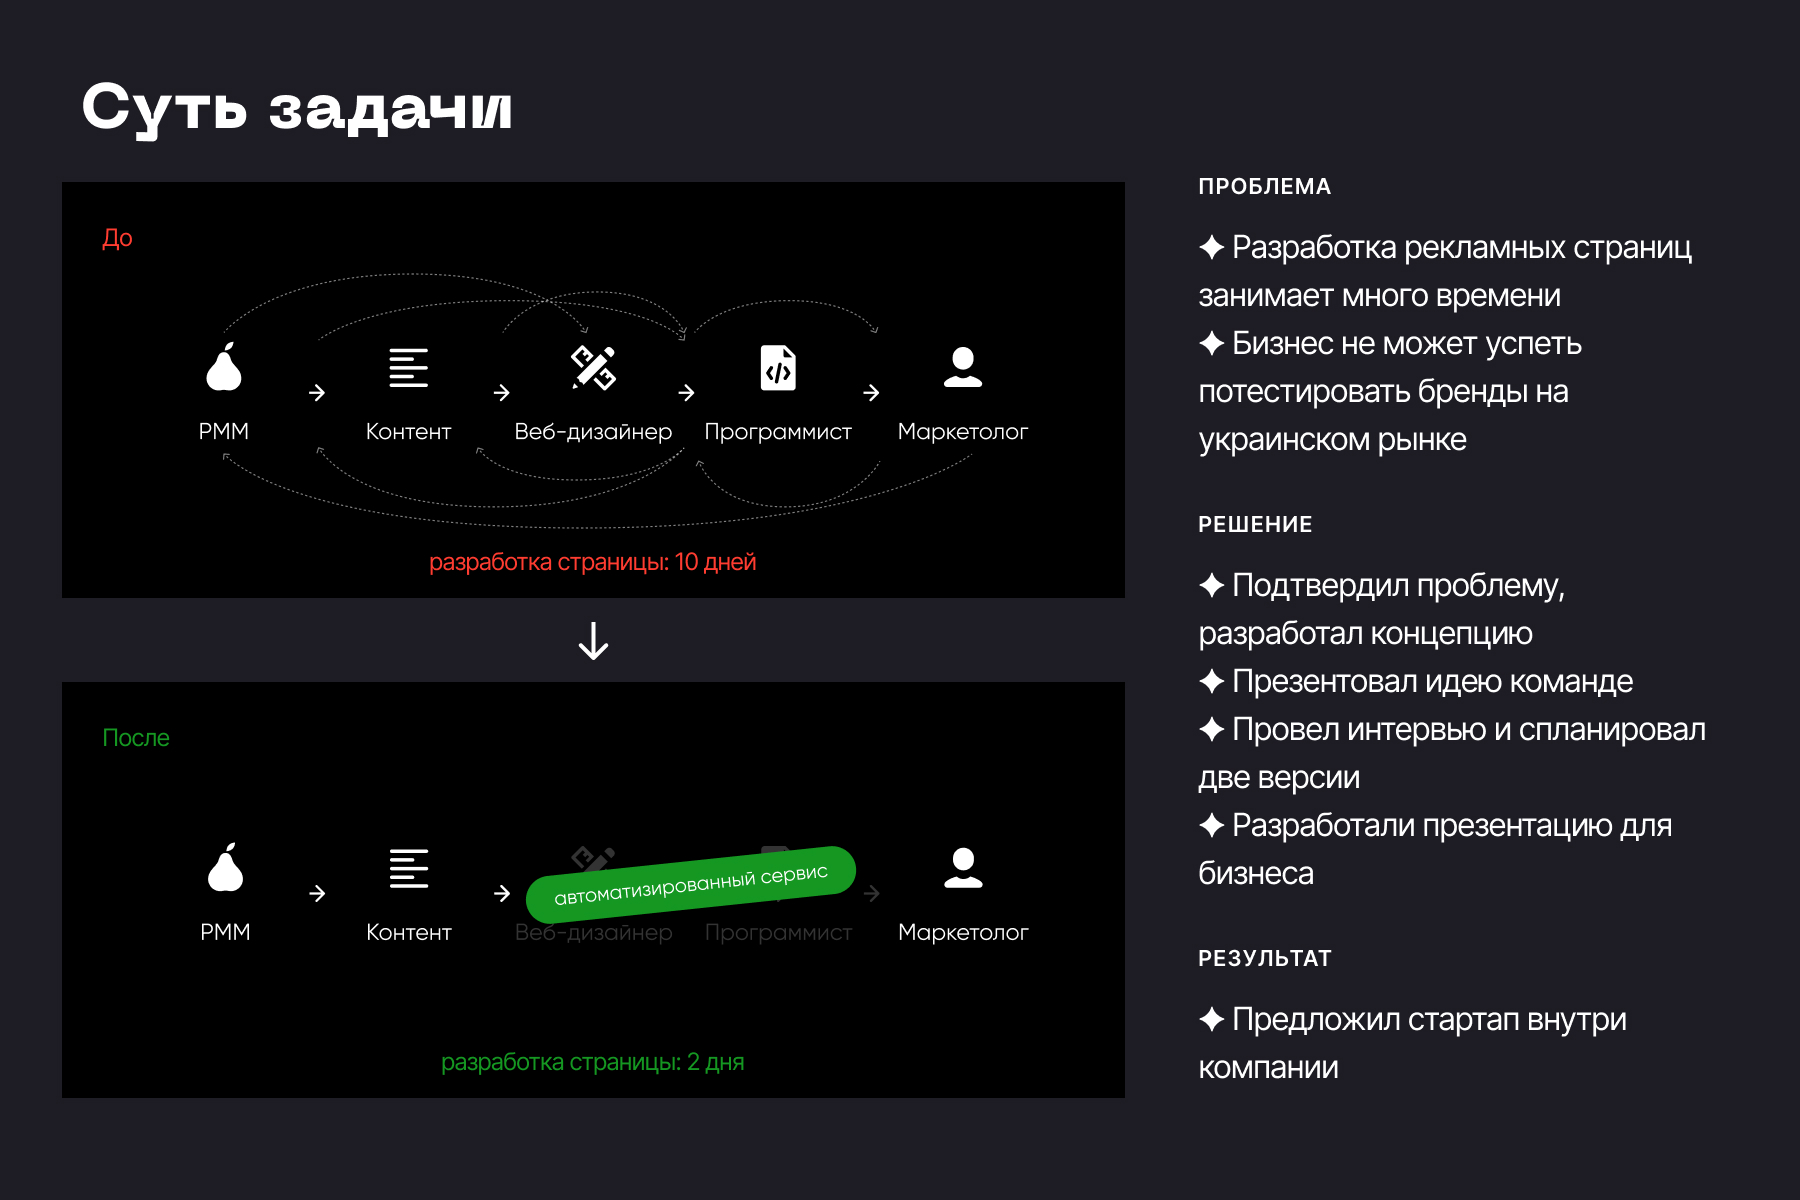 Суть задачи
До
PMM
Контент
Веб-дизайнер
Программист
Маркетолог
разработка страницы: 10 дней
После
автоматизированный сервис
PMM
Контент
Веб-дизайнер
Программист
Маркетолог
разработка страницы: 2 дня
ПРОБЛЕМА
✦ Разработка рекламных страниц
занимает много времени
✦ Бизнес не может успеть
потестировать бренды на
украинском рынке
РЕШЕНИЕ
✦ Подтвердил проблему,
разработал концепцию
✦ Презентовал идею команде
✦ Провел интервью и спланировал
две версии
✦ Разработали презентацию для
бизнеса
РЕЗУЛЬТАТ
✦ Предложил стартап внутри
компании